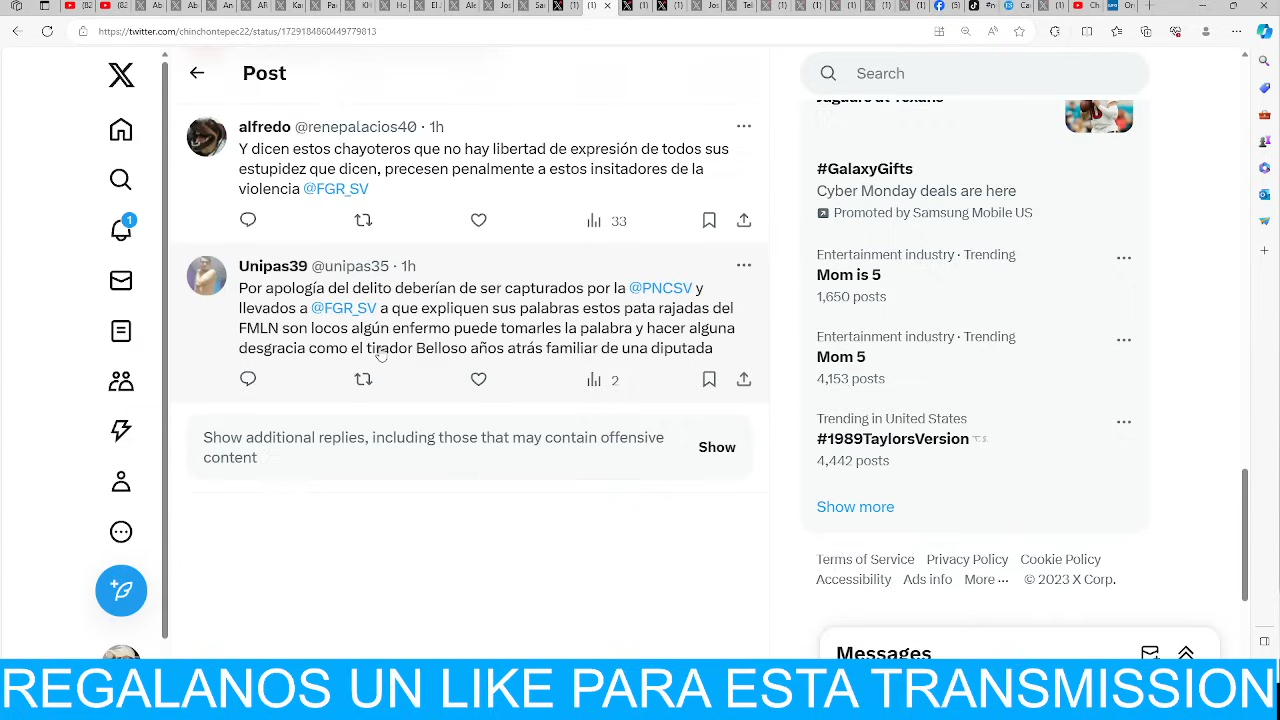 https://twitter.com/chinchontepec22/status/1729184860449779813
Post
Search
alfredo @renepalacios40 · 1h
Y dicen estos chayoteros que no hay libertad de expresión de todos sus
estupidez que dicen, precesen penalmente a estos insitadores de la
violencia @FGR_SV
33
Unipas39 @unipas35 · 1h
Por apología del delito deberían de ser capturados por la @PNCSV y
llevados a @FGR_SV a que expliquen sus palabras estos pata rajadas del
FMLN son locos algún enfermo puede tomarles la palabra y hacer alguna
desgracia como el tirador Belloso años atrás familiar de una diputada
2
Show additional replies, including those that may contain offensive
content
Show
Jaguars at Texans
#GalaxyGifts
Cyber Monday deals are here
Promoted by Samsung Mobile US
Entertainment industry · Trending
Mom is 5
1,650 posts
Entertainment industry · Trending
Mom 5
4,153 posts
Trending in United States
#1989TaylorsVersion
4,442 posts
Show more
Terms of Service Privacy Policy Cookie Policy
Accessibility Ads info More ··· © 2023 X Corp.
Messages
1
REGALANOS UN LIKE PARA ESTA TRANSMISSION